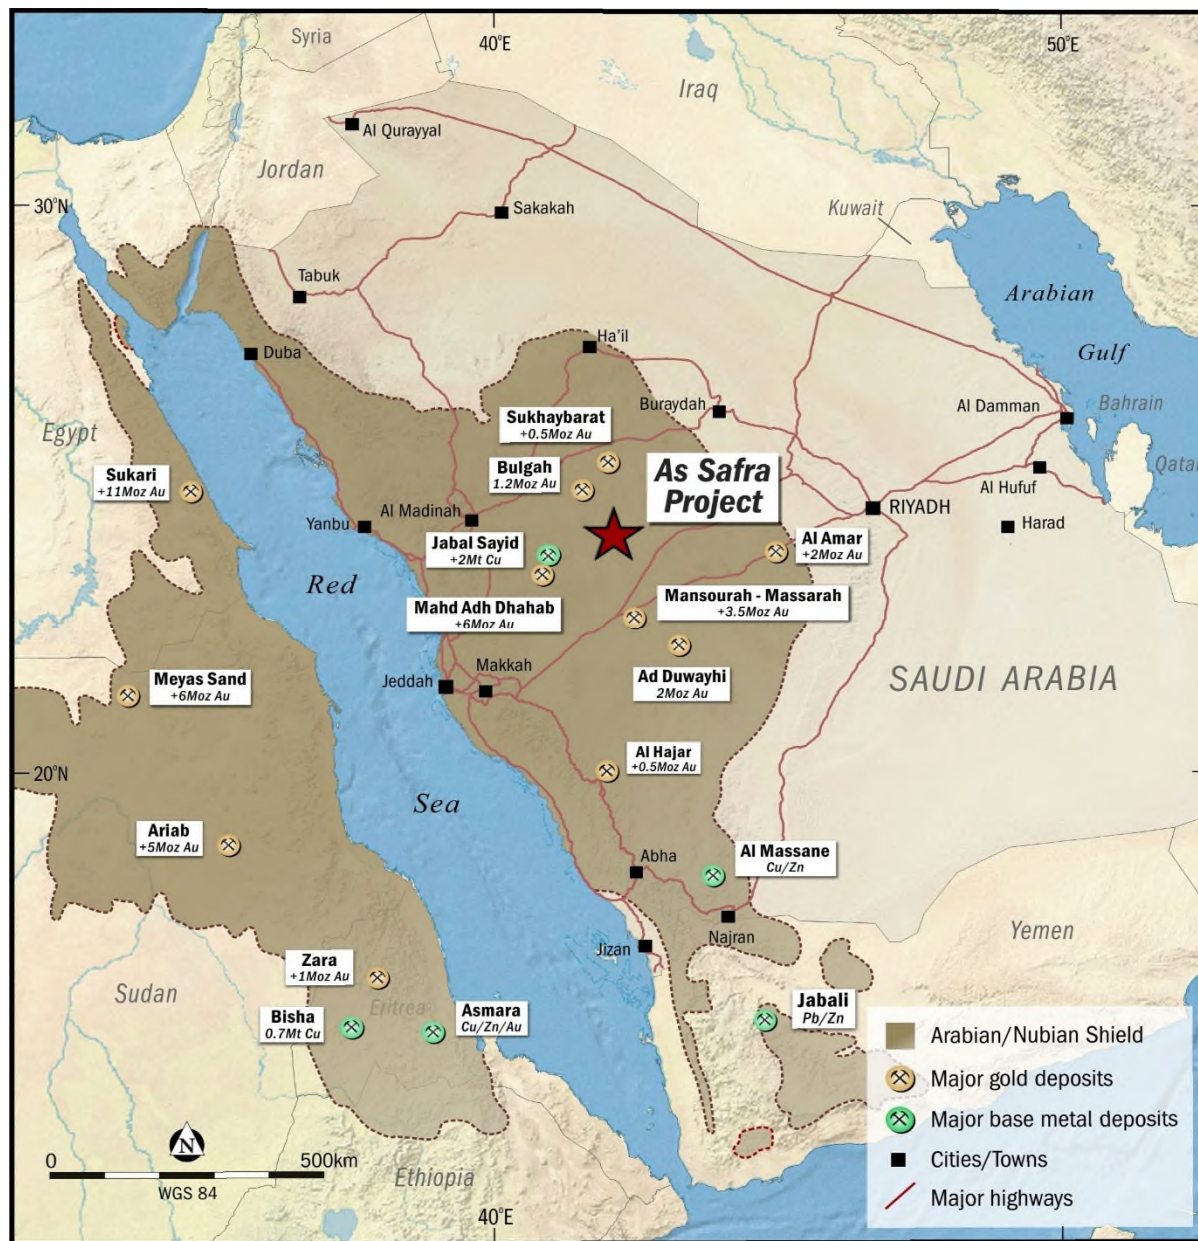 40°E
50°E
Syria
Iraq
Al Qurayyal
Jordan
30°N
Sakakah
Kuwait
Tabuk
Arabian
Gulf
Duba
Ha'il
Buraydah
Al Damman
Bahrain
Sukhaybarat
+0.5Moz Au
Egypt
Sukari
+11Moz Au
Bulgah
1.2Moz Au
As Safra
Project
Qatar
Al Hufuf
Al Madinah
Yanbu
RIYADH
Harad
Jabal Sayid
+2Mt Cu
Al Amar
+2Moz Au
Red
Mahd Adh Dhahab
+6Moz Au
Mansourah - Massarah
+3.5Moz Au
Meyas Sand
+6Moz Au
Makkah
Jeddah
Ad Duwayhi
2Moz Au
SAUDI ARABIA
Al Hajar
+0.5Moz Au
20°N
Sea
Ariab
+5Moz Au
Abha
Al Massane
Cu/Zn
Najran
Yemen
Jizan
Zara
+1Moz Au
Sudan
Eritrea
Bisha
0.7Mt Cu
Asmara
Cu/Zn/Au
Jabali
Pb/Zn
Arabian/Nubian Shield
Major gold deposits
Major base metal deposits
Cities/Towns
Major highways
N
0 500km
WGS 84
Ethiopia
40°E